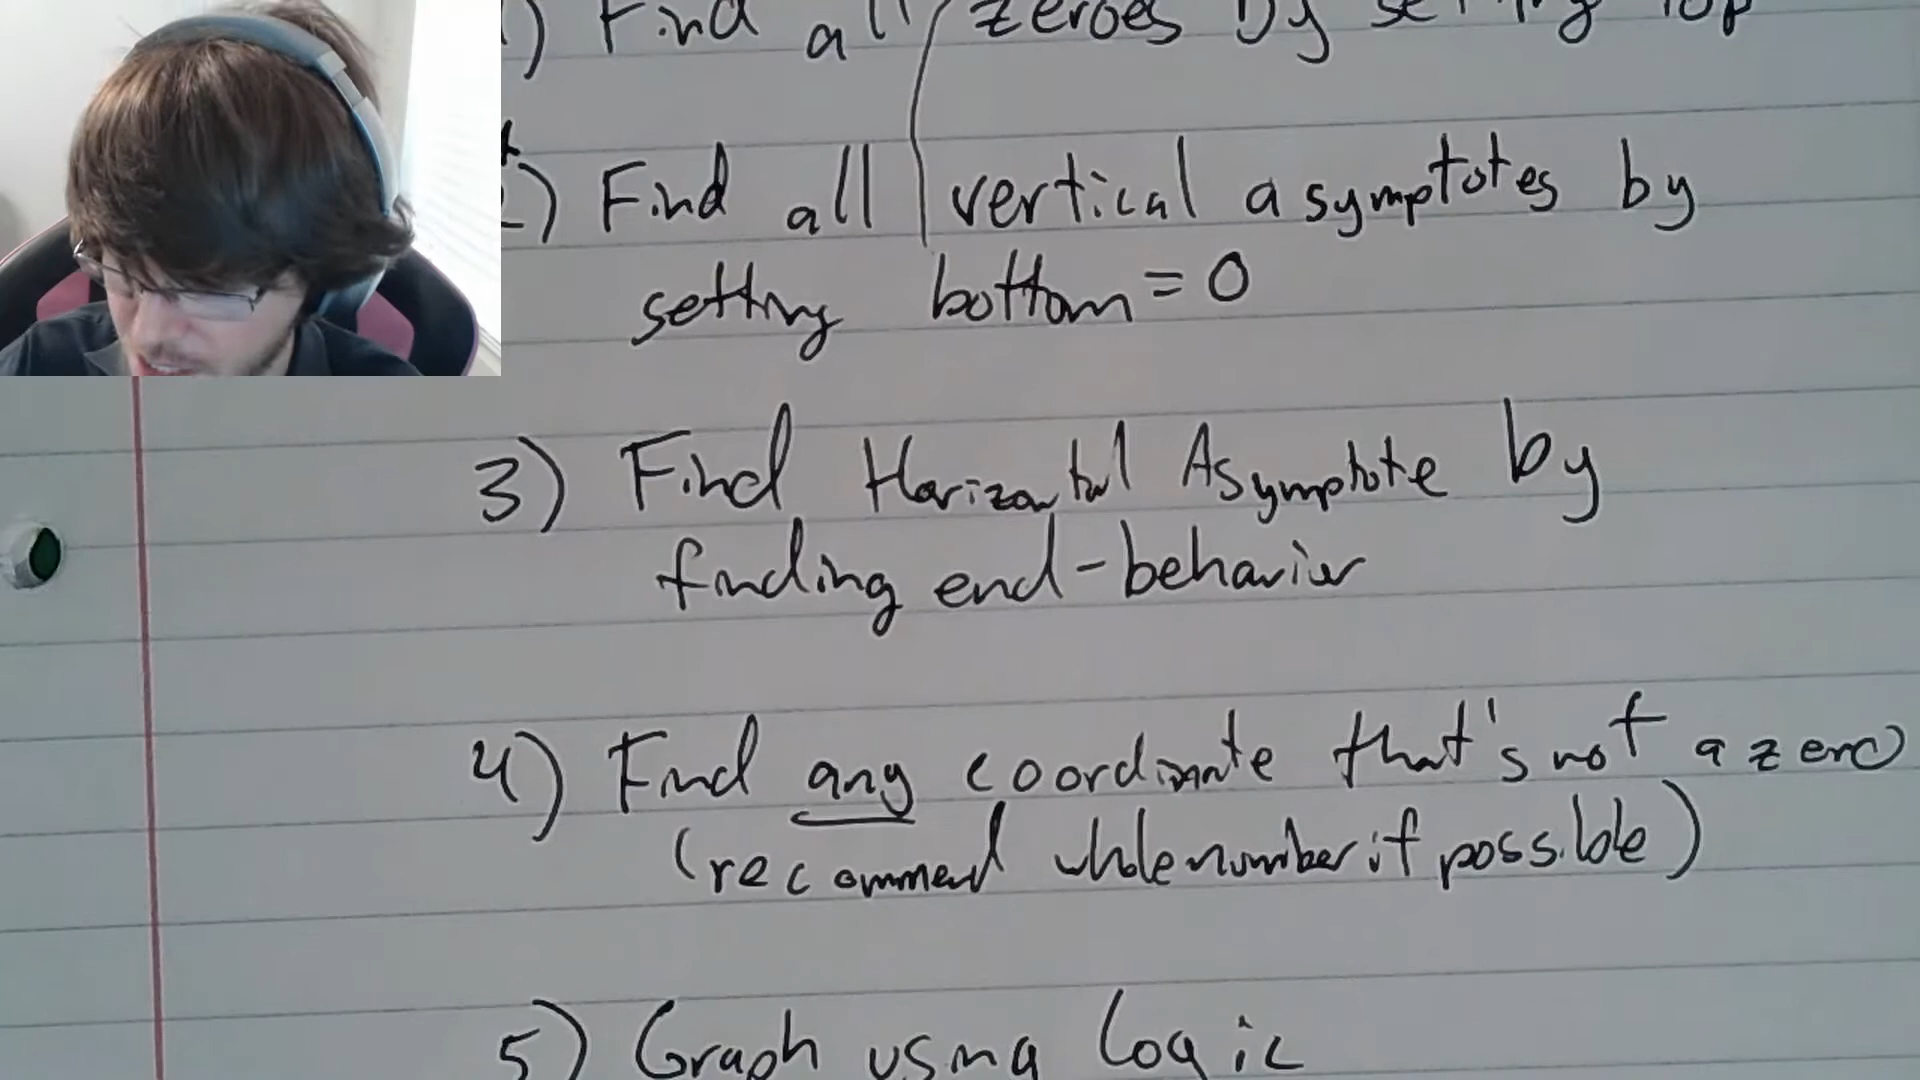 1) Find all zeroes by setting top
2) Find all vertical asymptotes by
setting bottom = 0
3) Find Horizontal Asymptote by
finding end-behavior
4) Find any coordinate that's not a zero
(recommend whole number if possible)
5) Graph using logic